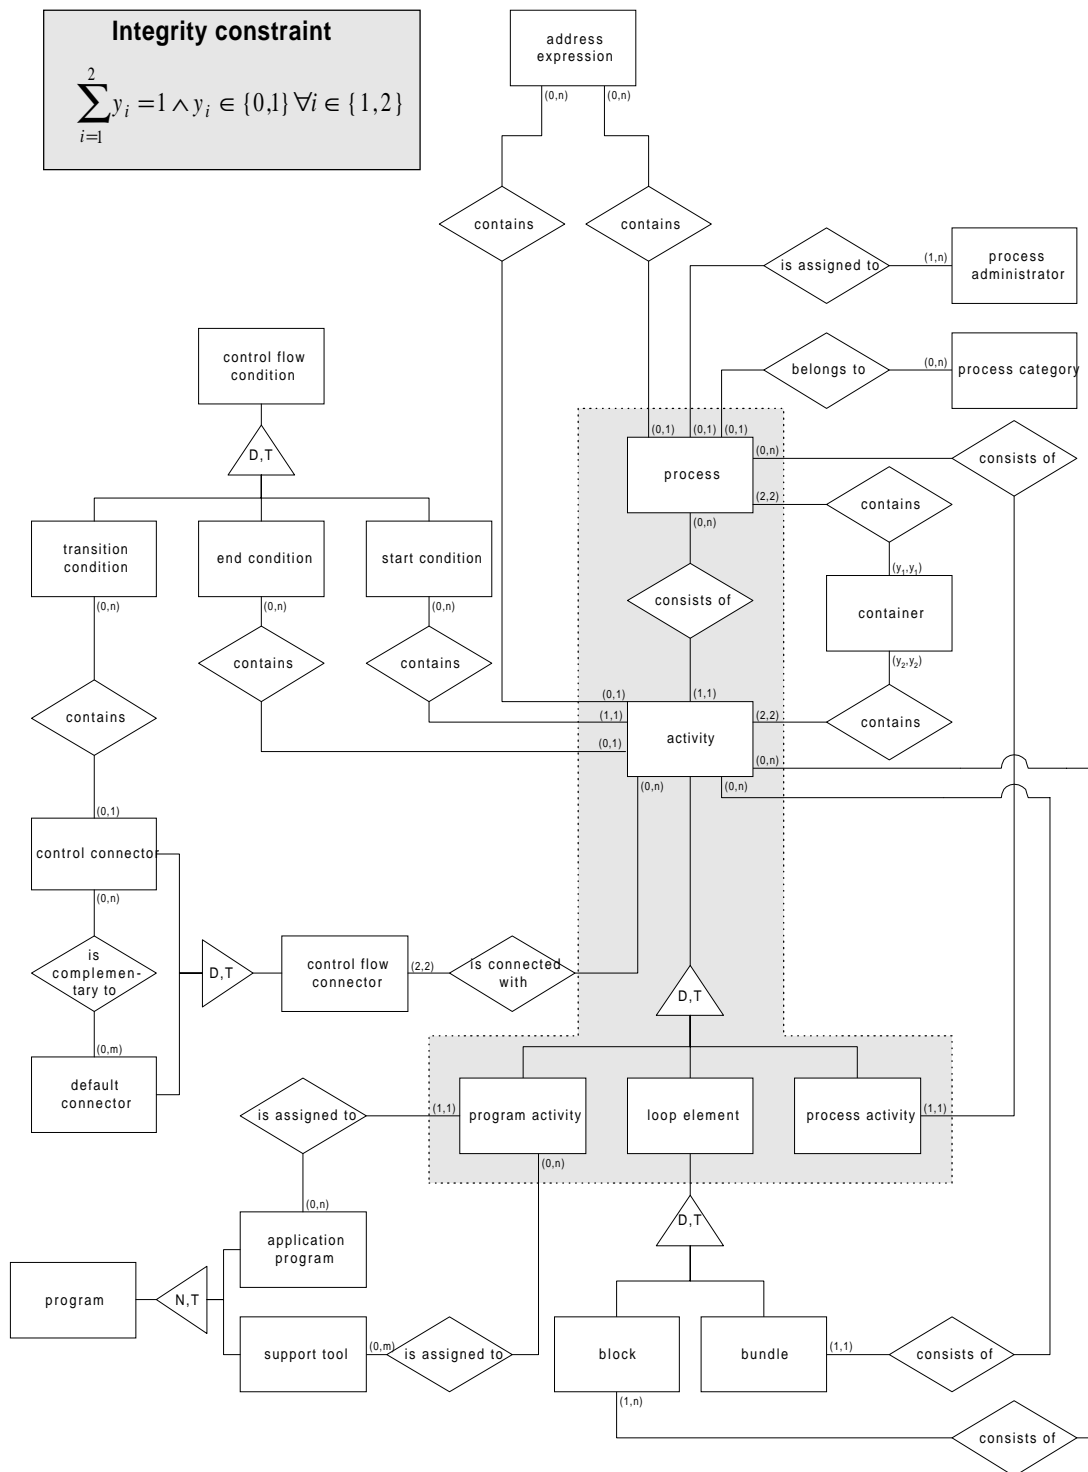 Integrity constraint
\sum_{i=1}^{2} y_i = 1 ∧ y_i ∈ {0,1} ∀i ∈ {1,2}
address
expression
(0,n)
(0,n)
contains
contains
is assigned to
(1,n)
process
administrator
control flow
condition
belongs to
(0,n)
process category
D,T
(0,1)
(0,1)
(0,1)
process
(0,n)
consists of
(2,2)
contains
(0,n)
transition
condition
end condition
start condition
(y1,y1)
container
(y2,y2)
(0,n)
(0,n)
(0,n)
consists of
contains
contains
contains
(0,1)
(1,1)
(1,1)
(0,1)
activity
(2,2)
contains
(0,n)
(0,n)
(0,n)
(0,1)
control connector
(0,n)
is
complemen-
tary to
D,T
control flow
connector
(2,2)
is connected
with
D,T
(0,m)
default
connector
is assigned to
(1,1)
program activity
loop element
process activity
(1,1)
(0,n)
(0,n)
application
program
D,T
program
N,T
support tool
(0,m)
is assigned to
block
bundle
(1,1)
consists of
(1,n)
consists of